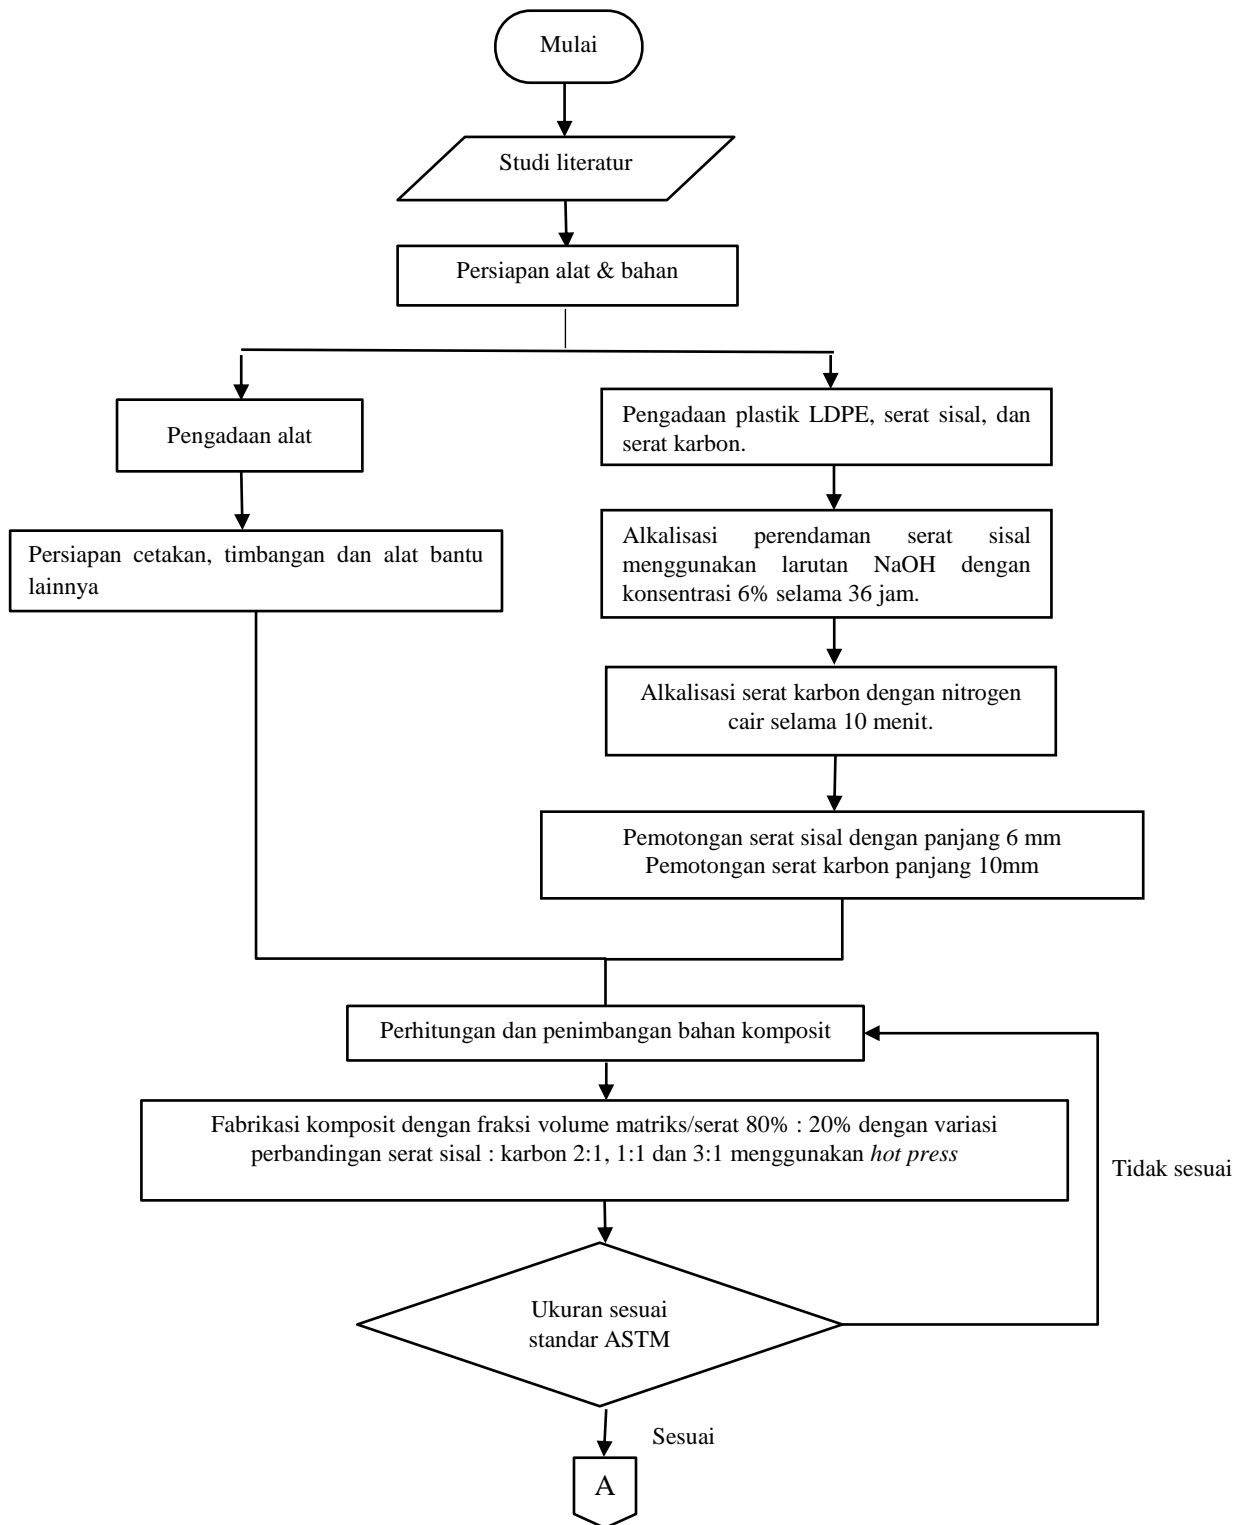 Mulai
Studi literatur
Persiapan alat & bahan
Pengadaan alat
Pengadaan plastik LDPE, serat sisal, dan
serat karbon.
Persiapan cetakan, timbangan dan alat bantu
lainnya
Alkalisasi perendaman serat sisal
menggunakan larutan NaOH dengan
konsentrasi 6% selama 36 jam.
Alkalisasi serat karbon dengan nitrogen
cair selama 10 menit.
Pemotongan serat sisal dengan panjang 6 mm
Pemotongan serat karbon panjang 10mm
Perhitungan dan penimbangan bahan komposit
Fabrikasi komposit dengan fraksi volume matriks/serat 80% : 20% dengan variasi
perbandingan serat sisal : karbon 2:1, 1:1 dan 3:1 menggunakan hot press
Tidak sesuai
Ukuran sesuai
standar ASTM
Sesuai
A